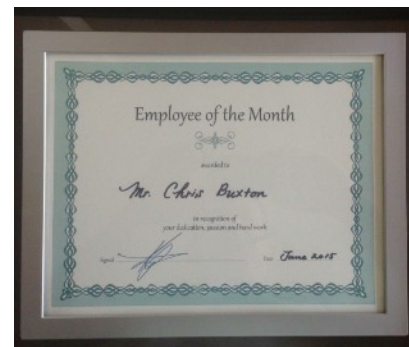 Employee of the Month
awarded to
Mr. Chris Buxton
in recognition of
your dedication, passion and hard work
Signed Date June 2015